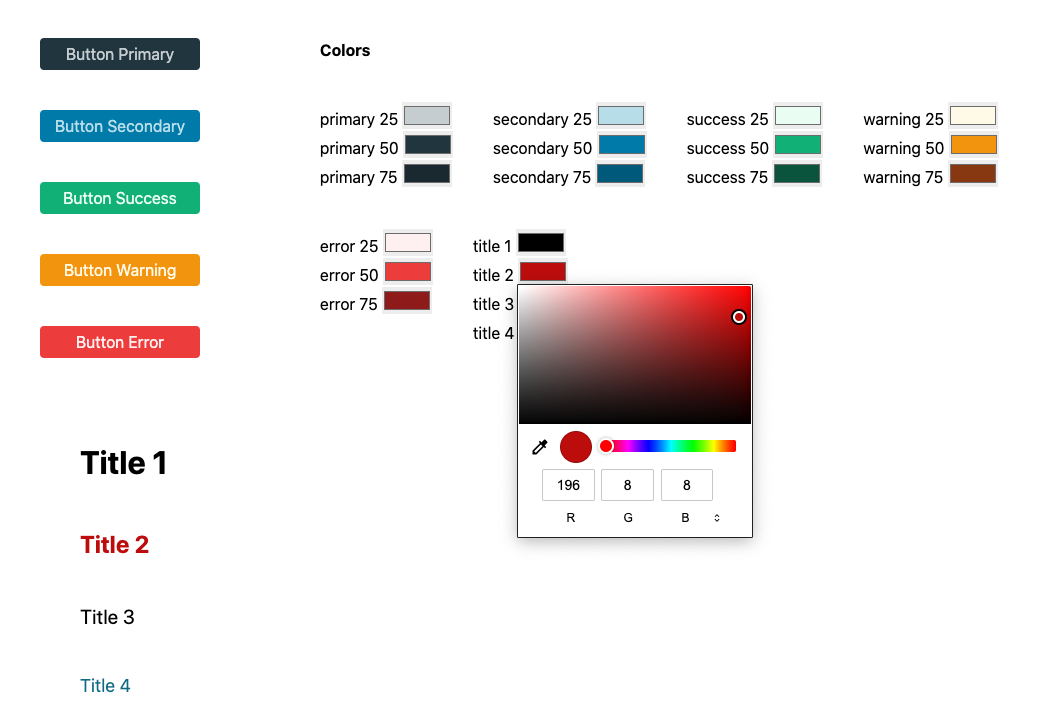 Button Primary
Button Secondary
Button Success
Button Warning
Button Error
Title 1
Title 2
Title 3
Title 4
Colors
primary 25
primary 50
primary 75
secondary 25
secondary 50
secondary 75
success 25
success 50
success 75
warning 25
warning 50
warning 75
error 25
error 50
error 75
title 1
title 2
title 3
title 4
196 8 8
R G B